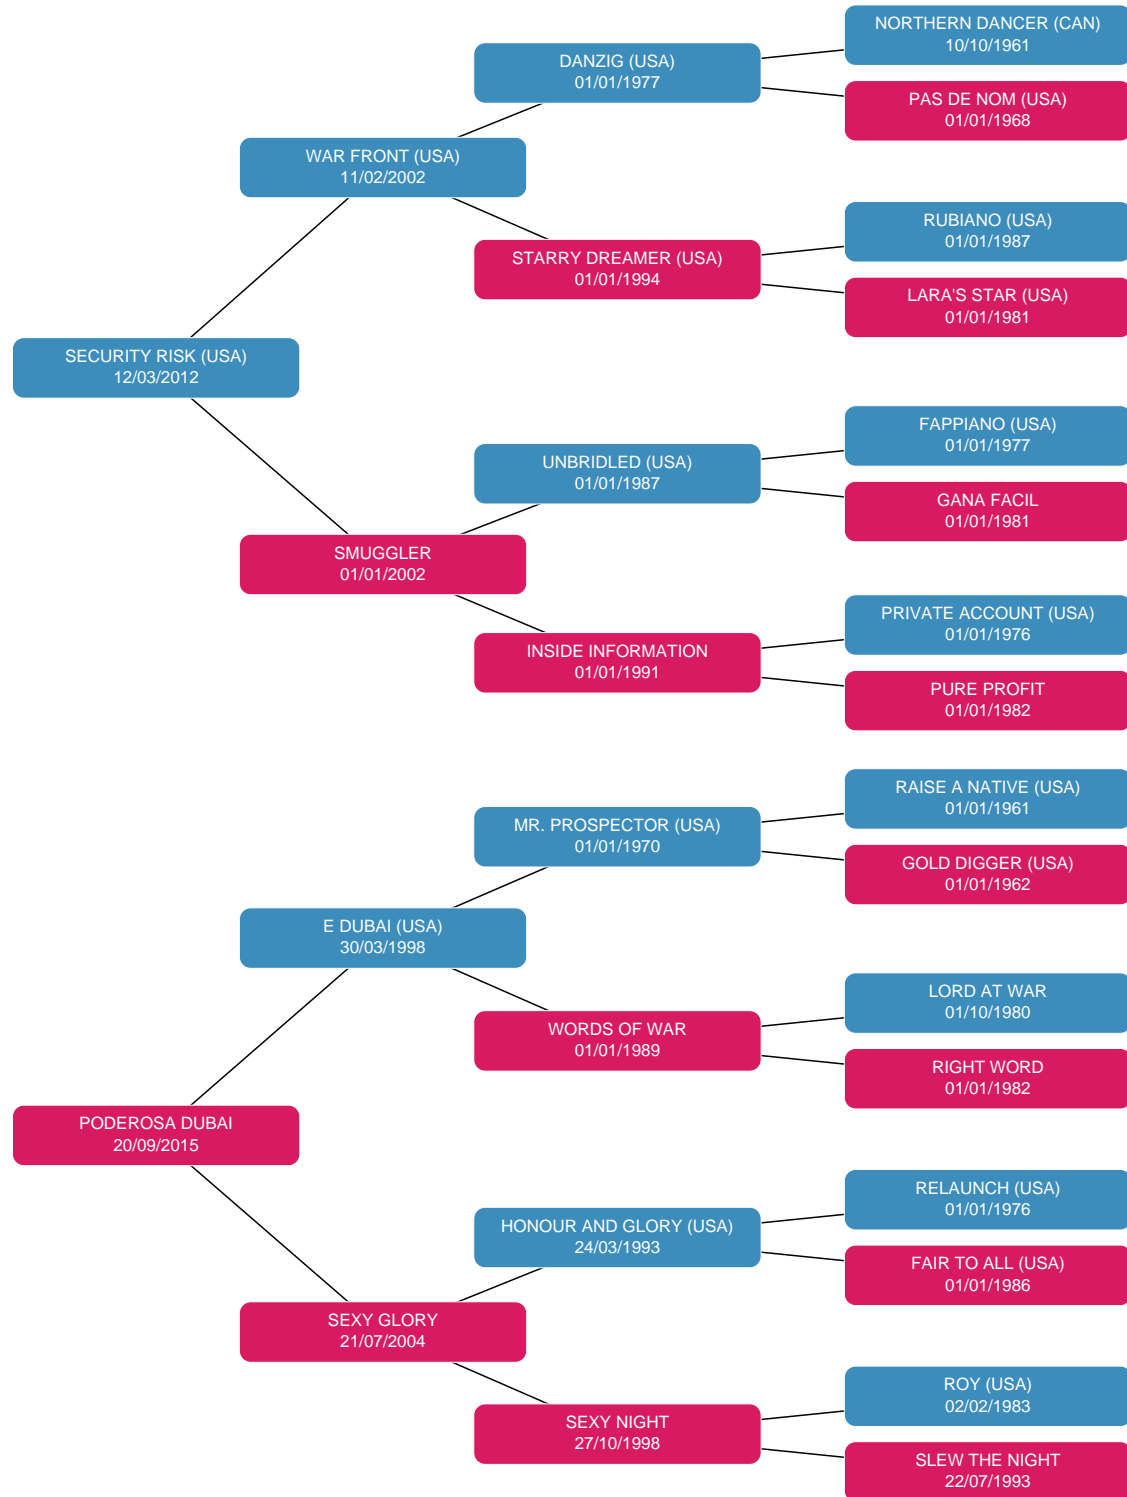 NORTHERN DANCER (CAN)
10/10/1961
DANZIG (USA)
01/01/1977
PAS DE NOM (USA)
01/01/1968
WAR FRONT (USA)
11/02/2002
RUBIANO (USA)
01/01/1987
STARRY DREAMER (USA)
01/01/1994
LARA'S STAR (USA)
01/01/1981
SECURITY RISK (USA)
12/03/2012
FAPPIANO (USA)
01/01/1977
UNBRIDLED (USA)
01/01/1987
GANA FACIL
01/01/1981
SMUGGLER
01/01/2002
PRIVATE ACCOUNT (USA)
01/01/1976
INSIDE INFORMATION
01/01/1991
PURE PROFIT
01/01/1982
RAISE A NATIVE (USA)
01/01/1961
MR. PROSPECTOR (USA)
01/01/1970
GOLD DIGGER (USA)
01/01/1962
E DUBAI (USA)
30/03/1998
LORD AT WAR
01/10/1980
WORDS OF WAR
01/01/1989
RIGHT WORD
01/01/1982
PODEROSA DUBAI
20/09/2015
RELAUNCH (USA)
01/01/1976
HONOUR AND GLORY (USA)
24/03/1993
FAIR TO ALL (USA)
01/01/1986
SEXY GLORY
21/07/2004
ROY (USA)
02/02/1983
SEXY NIGHT
27/10/1998
SLEW THE NIGHT
22/07/1993